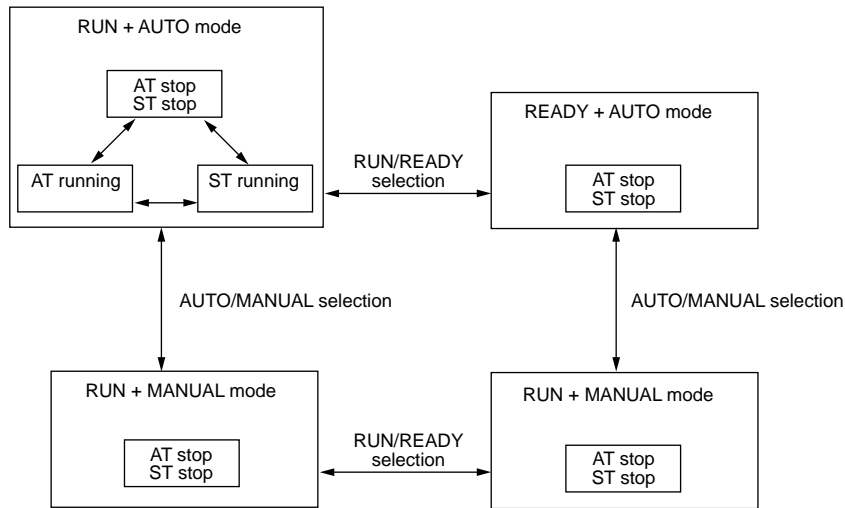 RUN + AUTO mode
AT stop
ST stop
AT running
ST running
RUN/READY
selection
READY + AUTO mode
AT stop
ST stop
AUTO/MANUAL selection
AUTO/MANUAL selection
RUN + MANUAL mode
AT stop
ST stop
RUN/READY
selection
RUN + MANUAL mode
AT stop
ST stop